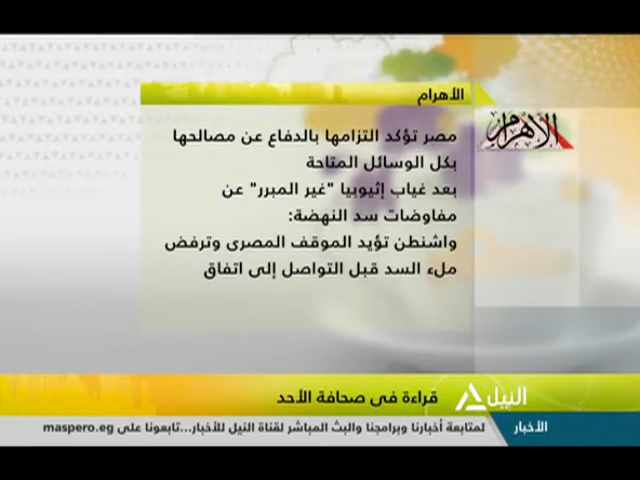 الأهرام
الأهرام
مصر تؤكد التزامها بالدفاع عن مصالحها
بكل الوسائل المتاحة
بعد غياب إثيوبيا "غير المبرر" عن
مفاوضات سد النهضة:
واشنطن تؤيد الموقف المصرى وترفض
ملء السد قبل التواصل إلى اتفاق
النيل
قراءة فى صحافة الأحد
الأخبار
لمتابعة أخبارنا وبرامجنا والبث المباشر لقناة النيل للأخبار...تابعونا على maspero.eg